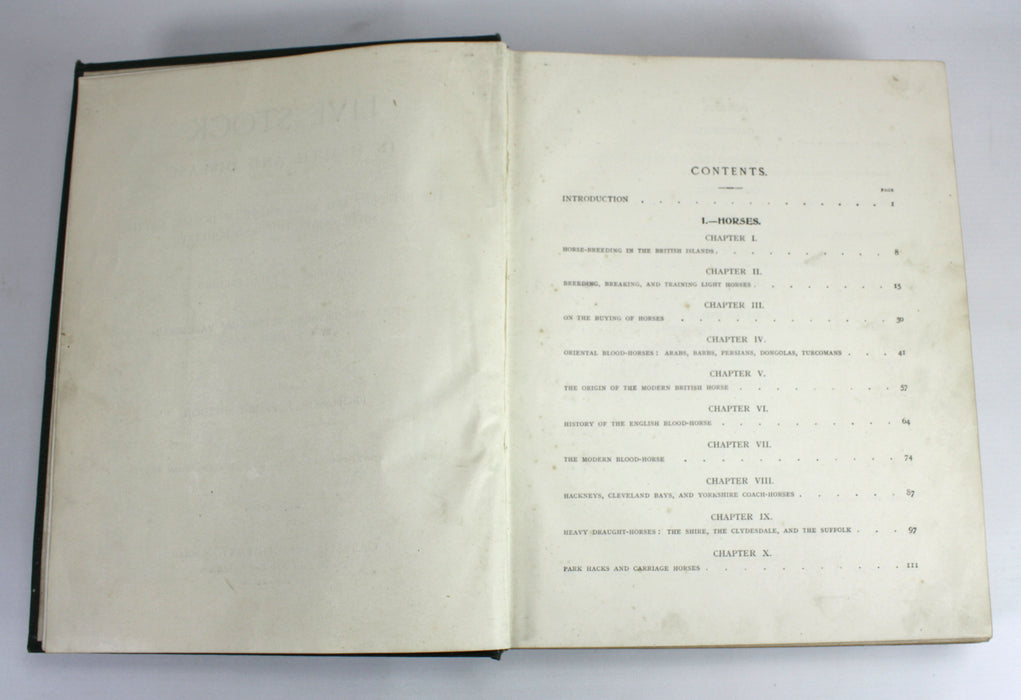 CONTENTS.
PAGE
INTRODUCTION . . . . . . . . . . . . . 1
I.—HORSES.
CHAPTER I.
HORSE-BREEDING IN THE BRITISH ISLANDS . . . . . . . . . . 8
CHAPTER II.
BREEDING, BREAKING, AND TRAINING LIGHT HORSES . . . . . . . . 15
CHAPTER III.
ON THE BUYING OF HORSES . . . . . . . . . . . 30
CHAPTER IV.
ORIENTAL BLOOD-HORSES: ARABS, BARBS, PERSIANS, DONGOLAS, TURCOMANS . . . 41
CHAPTER V.
THE ORIGIN OF THE MODERN BRITISH HORSE . . . . . . . . 57
CHAPTER VI.
HISTORY OF THE ENGLISH BLOOD-HORSE . . . . . . . . . 64
CHAPTER VII.
THE MODERN BLOOD-HORSE . . . . . . . . . . . 74
CHAPTER VIII.
HACKNEYS, CLEVELAND BAYS, AND YORKSHIRE COACH-HORSES . . . . . . 87
CHAPTER IX.
HEAVY DRAUGHT-HORSES: THE SHIRE, THE CLYDESDALE, AND THE SUFFOLK . . . 97
CHAPTER X.
PARK HACKS AND CARRIAGE HORSES . . . . . . . . . . 111